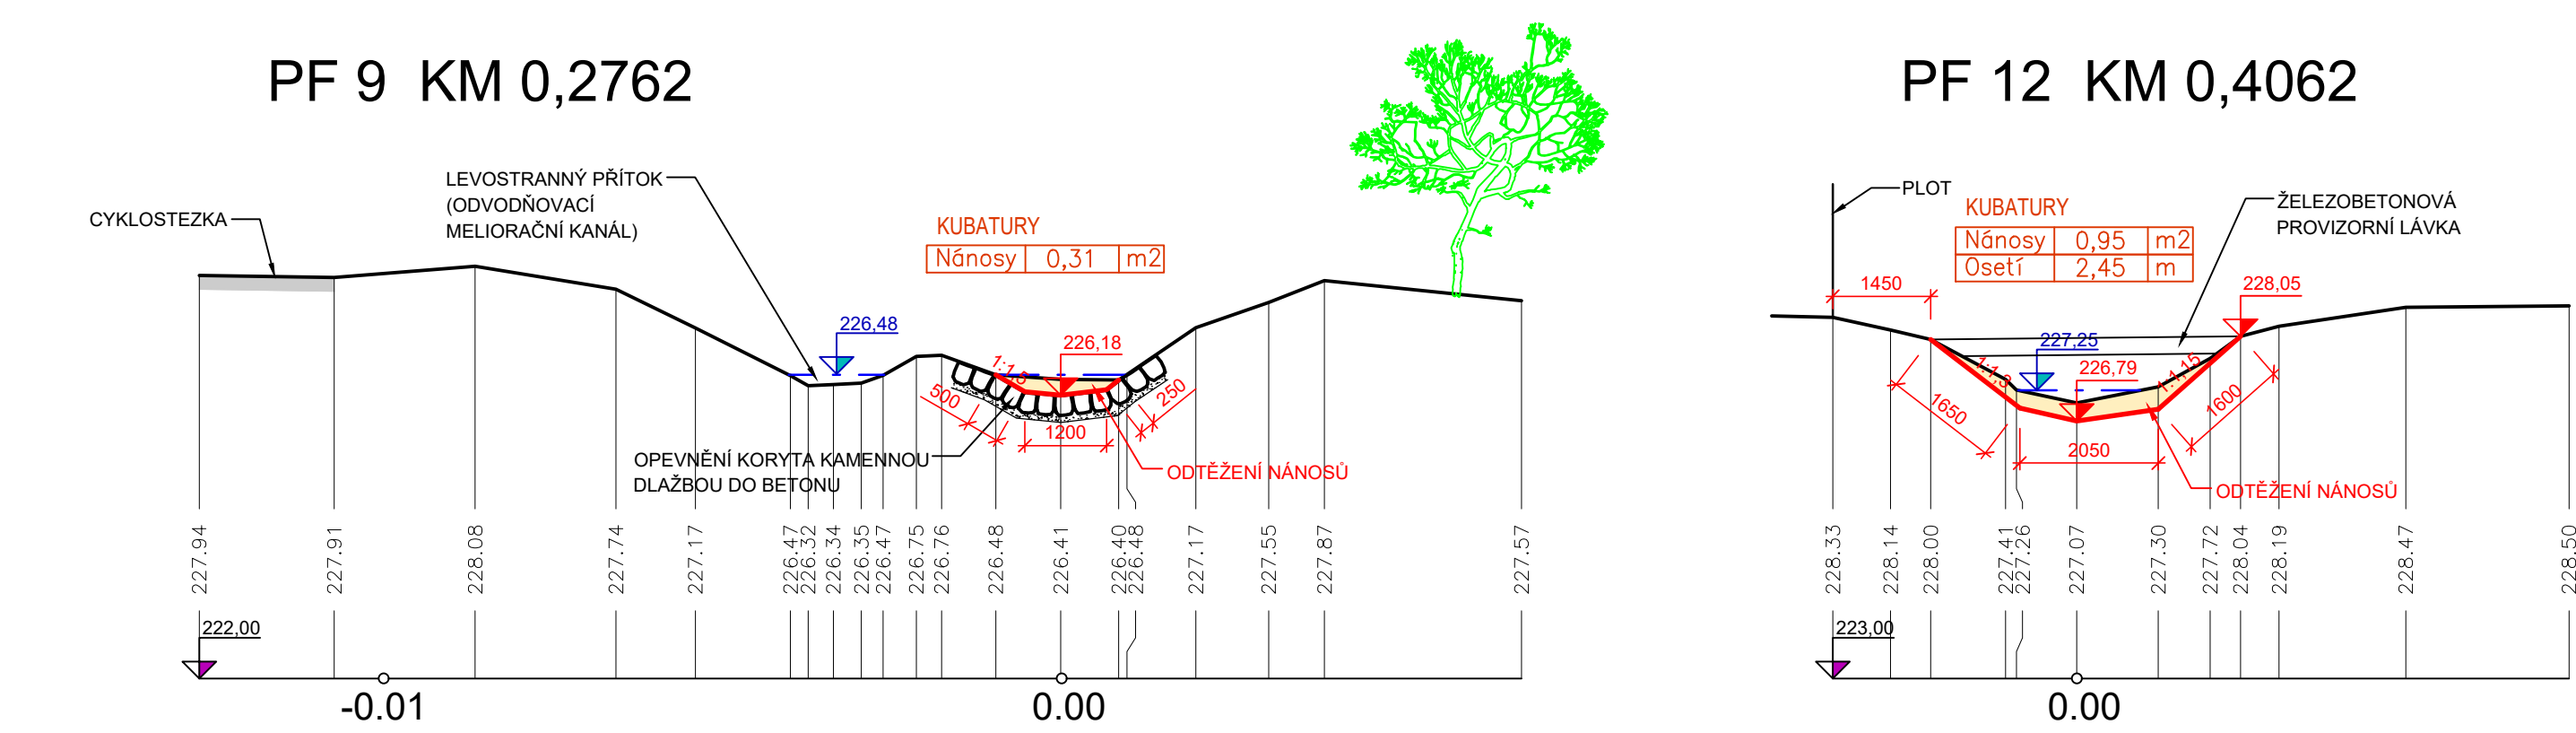 PF 9 KM 0,2762
LEVOSTRANNÝ PŘÍTOK
(ODVODŇOVACÍ
MELIORAČNÍ KANÁL)
CYKLOSTEZKA
KUBATURY
Nánosy 0,31 m2
226,48
226,18
1:1,8
500
1200
250
OPEVNĚNÍ KORYTA KAMENNOU
DLAŽBOU DO BETONU
ODTĚŽENÍ NÁNOSŮ
227.94
227.91
228.08
227.74
227.17
226.47
226.32
226.34
226.35
226.47
226.75
226.76
226.48
226.41
226.40
226.48
227.17
227.55
227.87
227.57
222,00
-0.01
0.00
PF 12 KM 0,4062
PLOT
KUBATURY
Nánosy 0,95 m2
Osetí 2,45 m
ŽELEZOBETONOVÁ
PROVIZORNÍ LÁVKA
1450
228,05
227,25
226,79
1:1,3
1:1,15
1650
1600
2050
ODTĚŽENÍ NÁNOSŮ
228.33
228.14
228.00
227.41
227.26
227.07
227.30
227.72
228.04
228.19
228.47
228.50
223,00
0.00